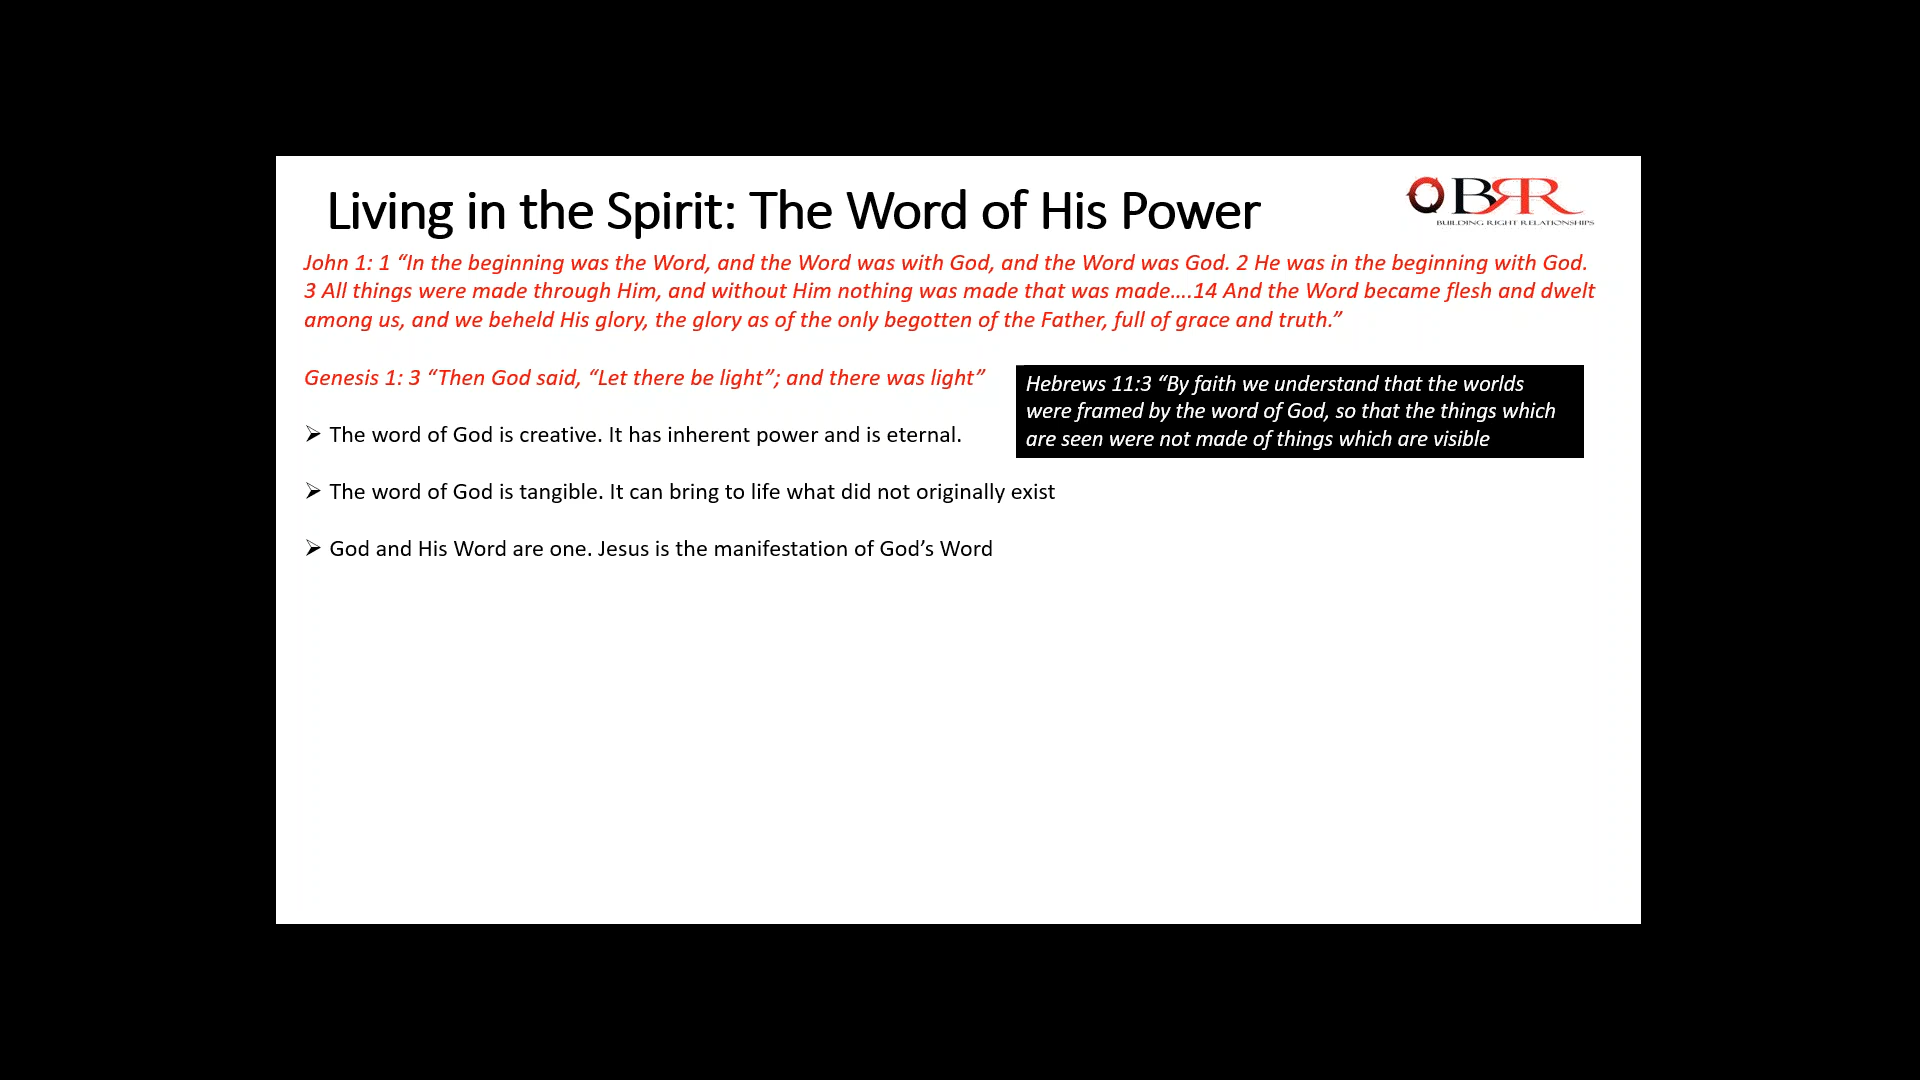 Living in the Spirit: The Word of His Power
BRR
BUILDING RIGHT RELATIONSHIPS
John 1: 1 “In the beginning was the Word, and the Word was with God, and the Word was God. 2 He was in the beginning with God.
3 All things were made through Him, and without Him nothing was made that was made….14 And the Word became flesh and dwelt
among us, and we beheld His glory, the glory as of the only begotten of the Father, full of grace and truth.”
Genesis 1: 3 “Then God said, “Let there be light”; and there was light”
Hebrews 11:3 “By faith we understand that the worlds
were framed by the word of God, so that the things which
are seen were not made of things which are visible
➢ The word of God is creative. It has inherent power and is eternal.
➢ The word of God is tangible. It can bring to life what did not originally exist
➢ God and His Word are one. Jesus is the manifestation of God’s Word